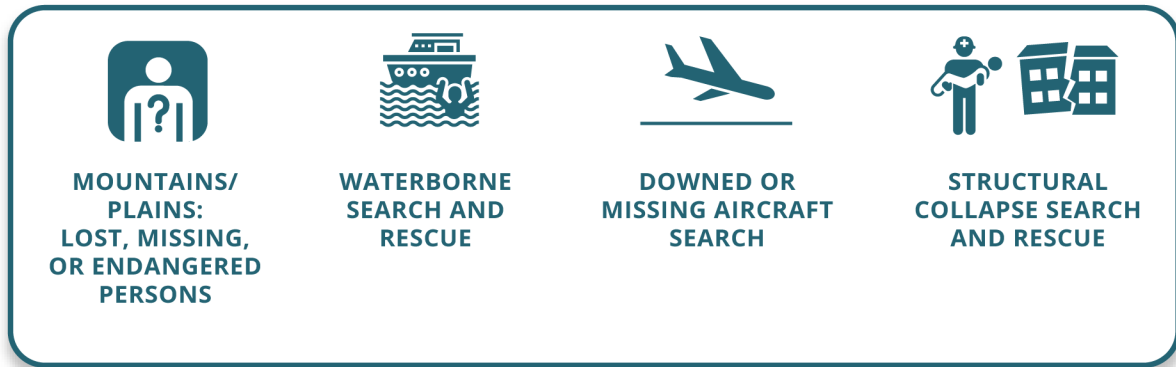 MOUNTAINS/
PLAINS:
LOST, MISSING,
OR ENDANGERED
PERSONS
WATERBORNE
SEARCH AND
RESCUE
DOWNED OR
MISSING AIRCRAFT
SEARCH
STRUCTURAL
COLLAPSE SEARCH
AND RESCUE